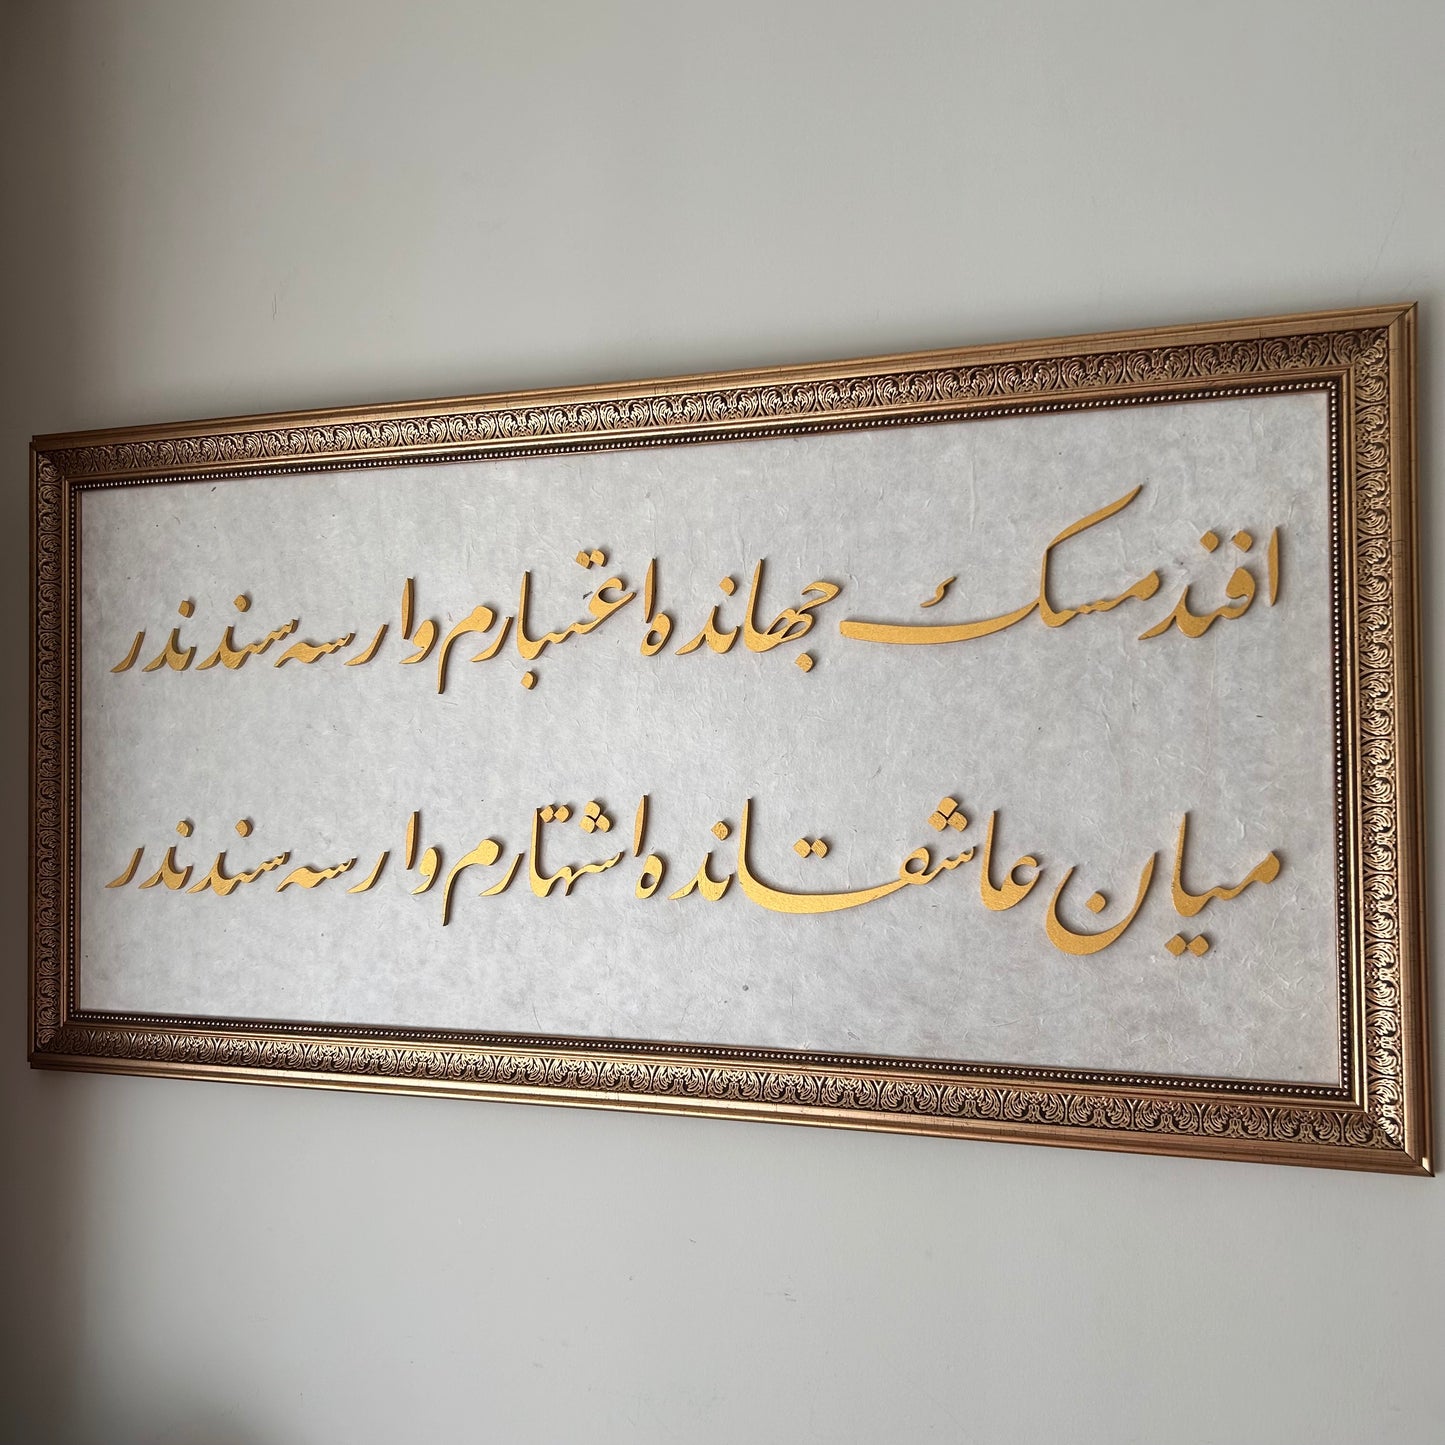 افندمسك جهانده اعتبارم وارسه سندندر
میان عاشقانده اشتهارم وارسه سندندر